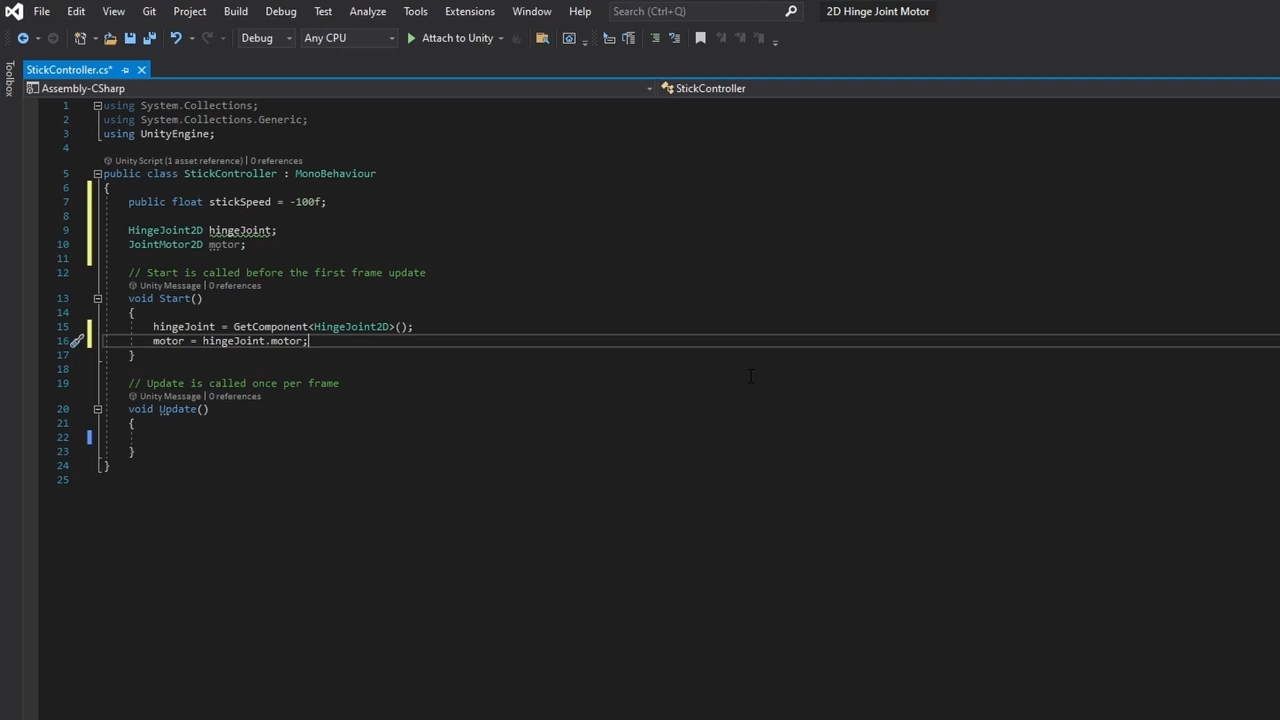 File Edit View Git Project Build Debug Test Analyze Tools Extensions Window Help Search (Ctrl+Q) 2D Hinge Joint Motor
Debug Any CPU Attach to Unity
Toolbox
StickController.cs*
Assembly-CSharp StickController
1 using System.Collections;
2 using System.Collections.Generic;
3 using UnityEngine;
4
Unity Script (1 asset reference) | 0 references
5 public class StickController : MonoBehaviour
6 {
7 public float stickSpeed = -100f;
8
9 HingeJoint2D hingeJoint;
10 JointMotor2D motor;
11
12 // Start is called before the first frame update
Unity Message | 0 references
13 void Start()
14 {
15 hingeJoint = GetComponent<HingeJoint2D>();
16 motor = hingeJoint.motor;
17 }
18
19 // Update is called once per frame
Unity Message | 0 references
20 void Update()
21 {
22
23 }
24 }
25